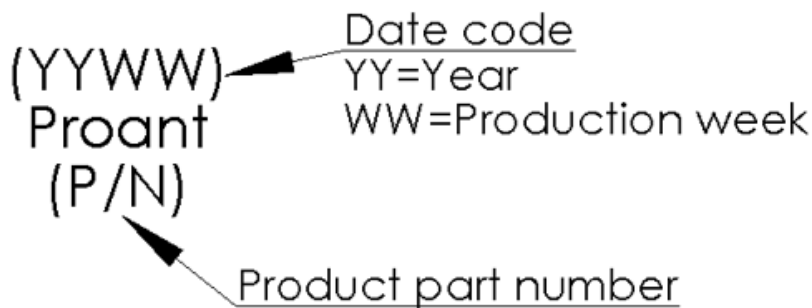 (YYWW)
Proant
(P/N)
Date code
YY=Year
WW=Production week
Product part number